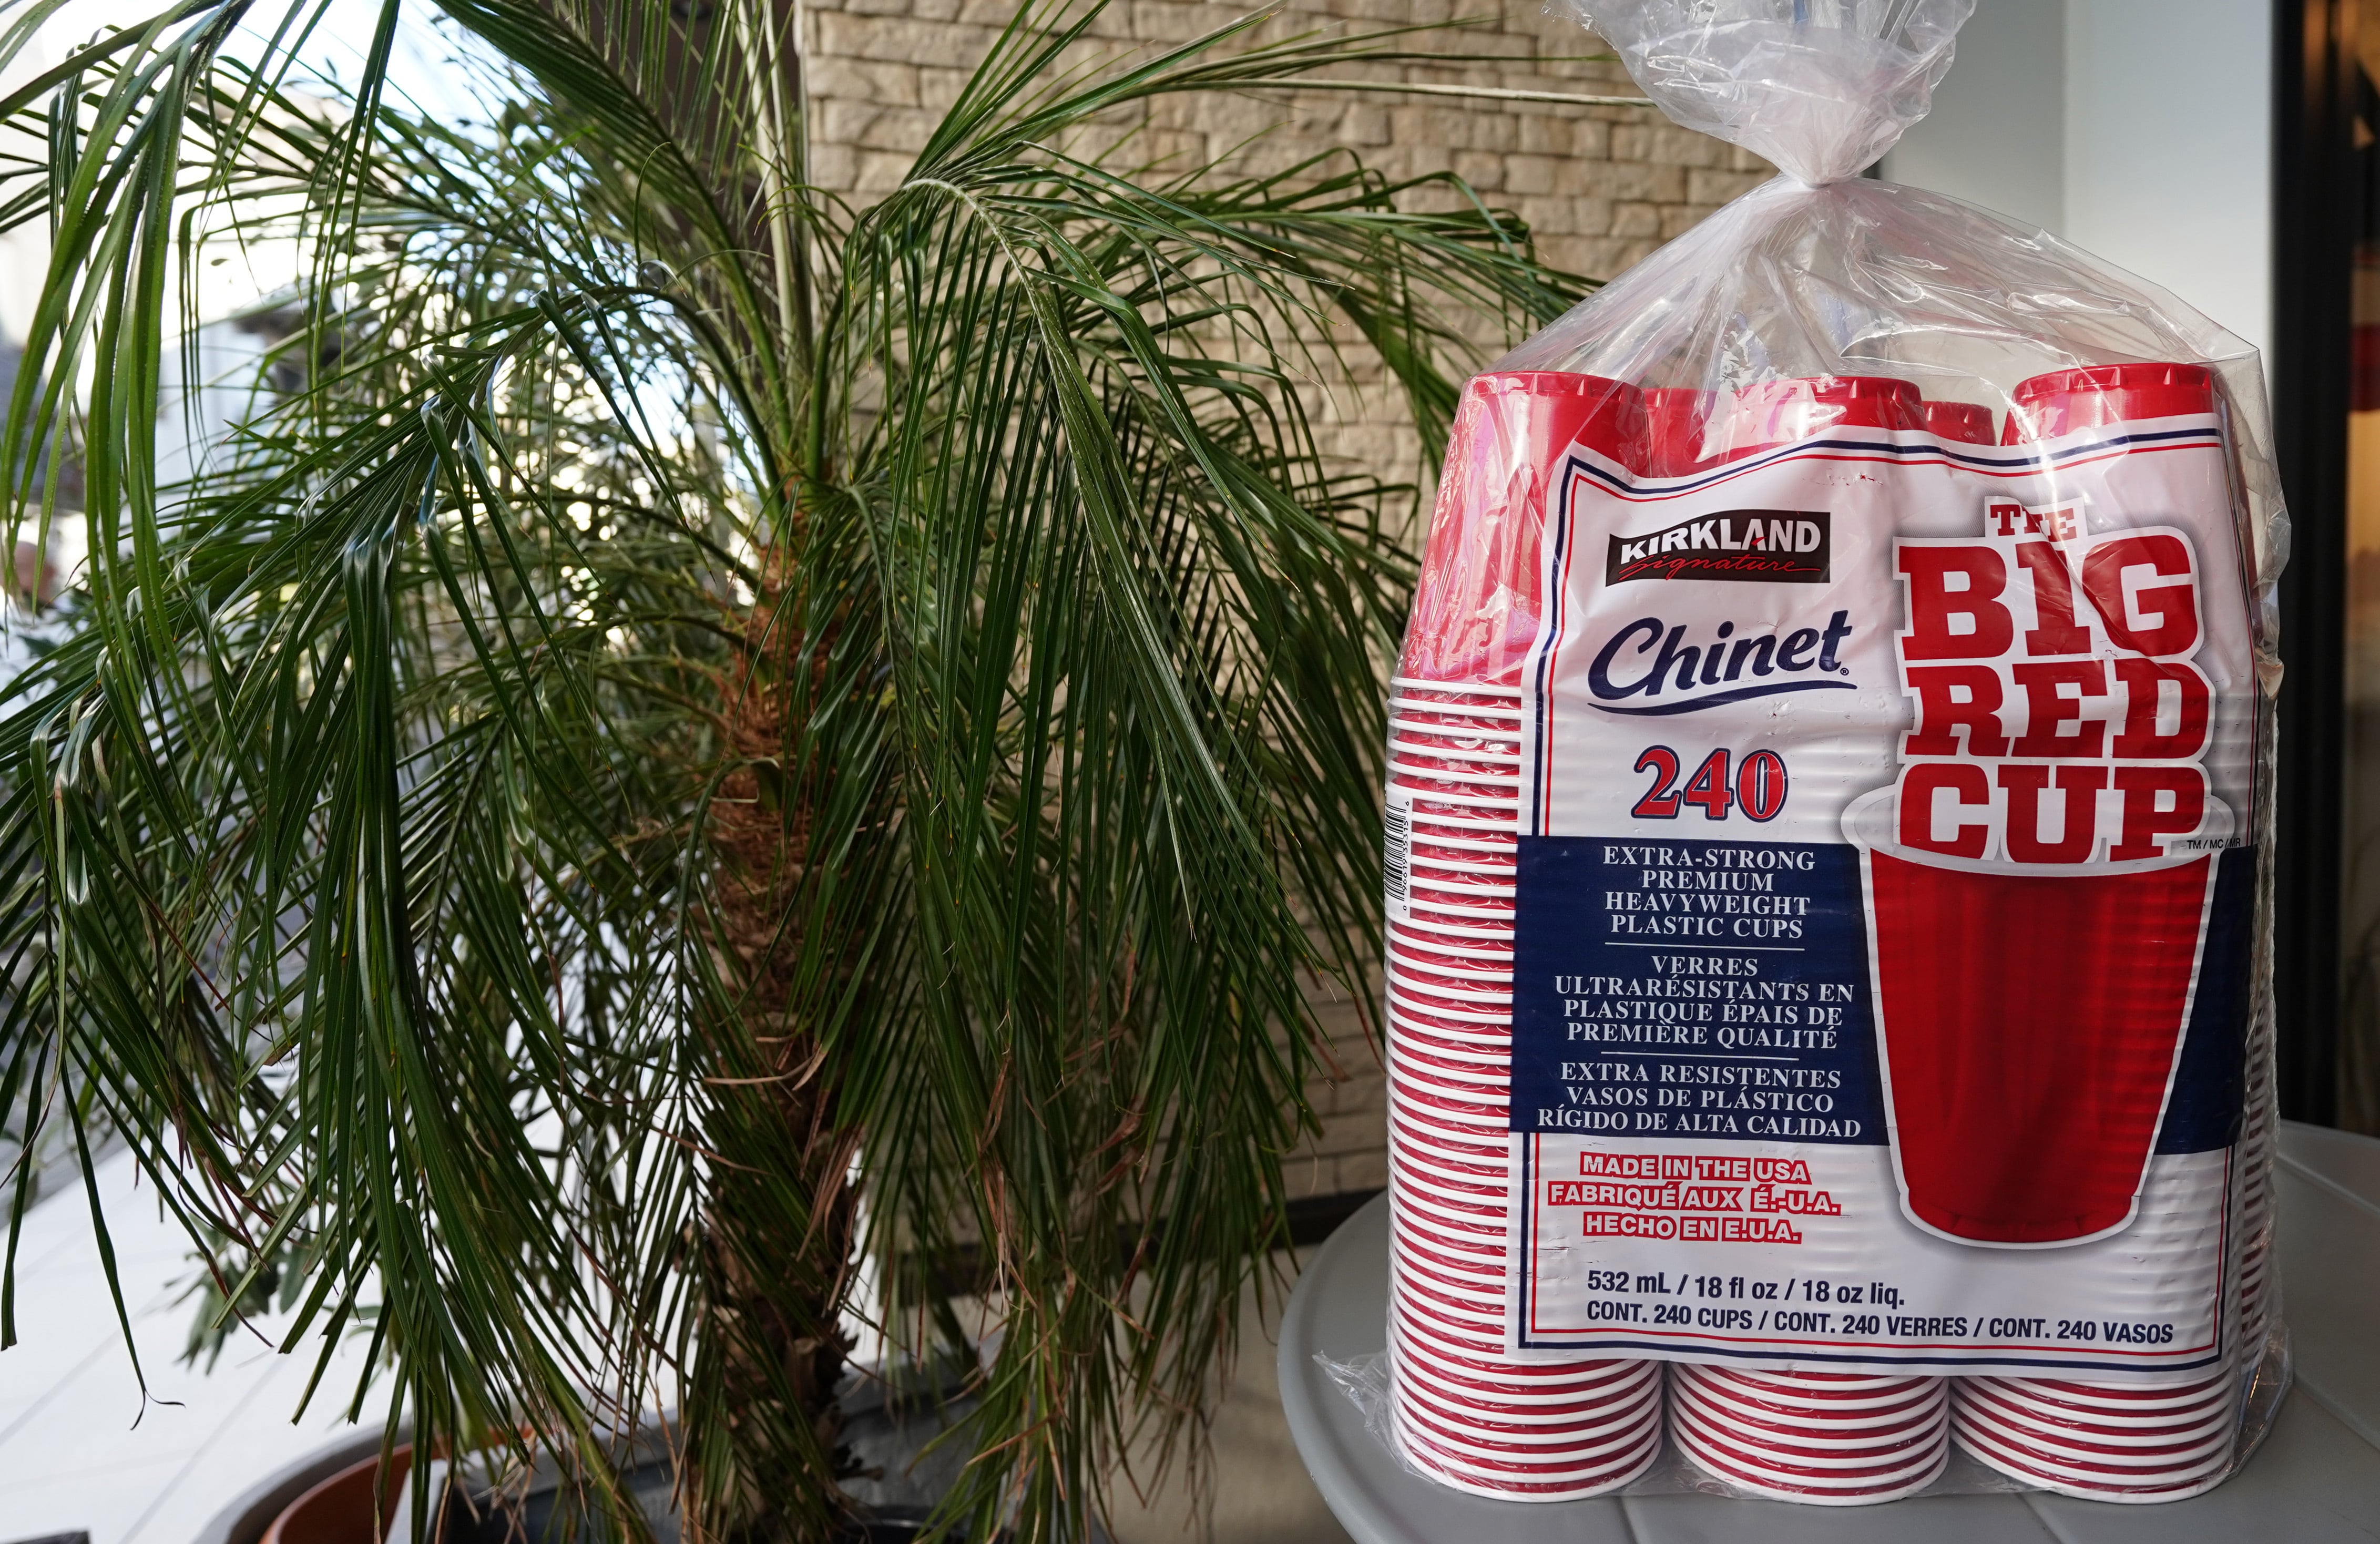 KIRKLAND
Signature
Chinet®
240
THE
BIG
RED
CUP
TM / MC / MR
EXTRA-STRONG
PREMIUM
HEAVYWEIGHT
PLASTIC CUPS
VERRES
ULTRARÉSISTANTS EN
PLASTIQUE ÉPAIS DE
PREMIÈRE QUALITÉ
EXTRA RESISTENTES
VASOS DE PLÁSTICO
RÍGIDO DE ALTA CALIDAD
MADE IN THE USA
FABRIQUÉ AUX É.-U.A.
HECHO EN E.U.A.
532 mL / 18 fl oz / 18 oz liq.
CONT. 240 CUPS / CONT. 240 VERRES / CONT. 240 VASOS